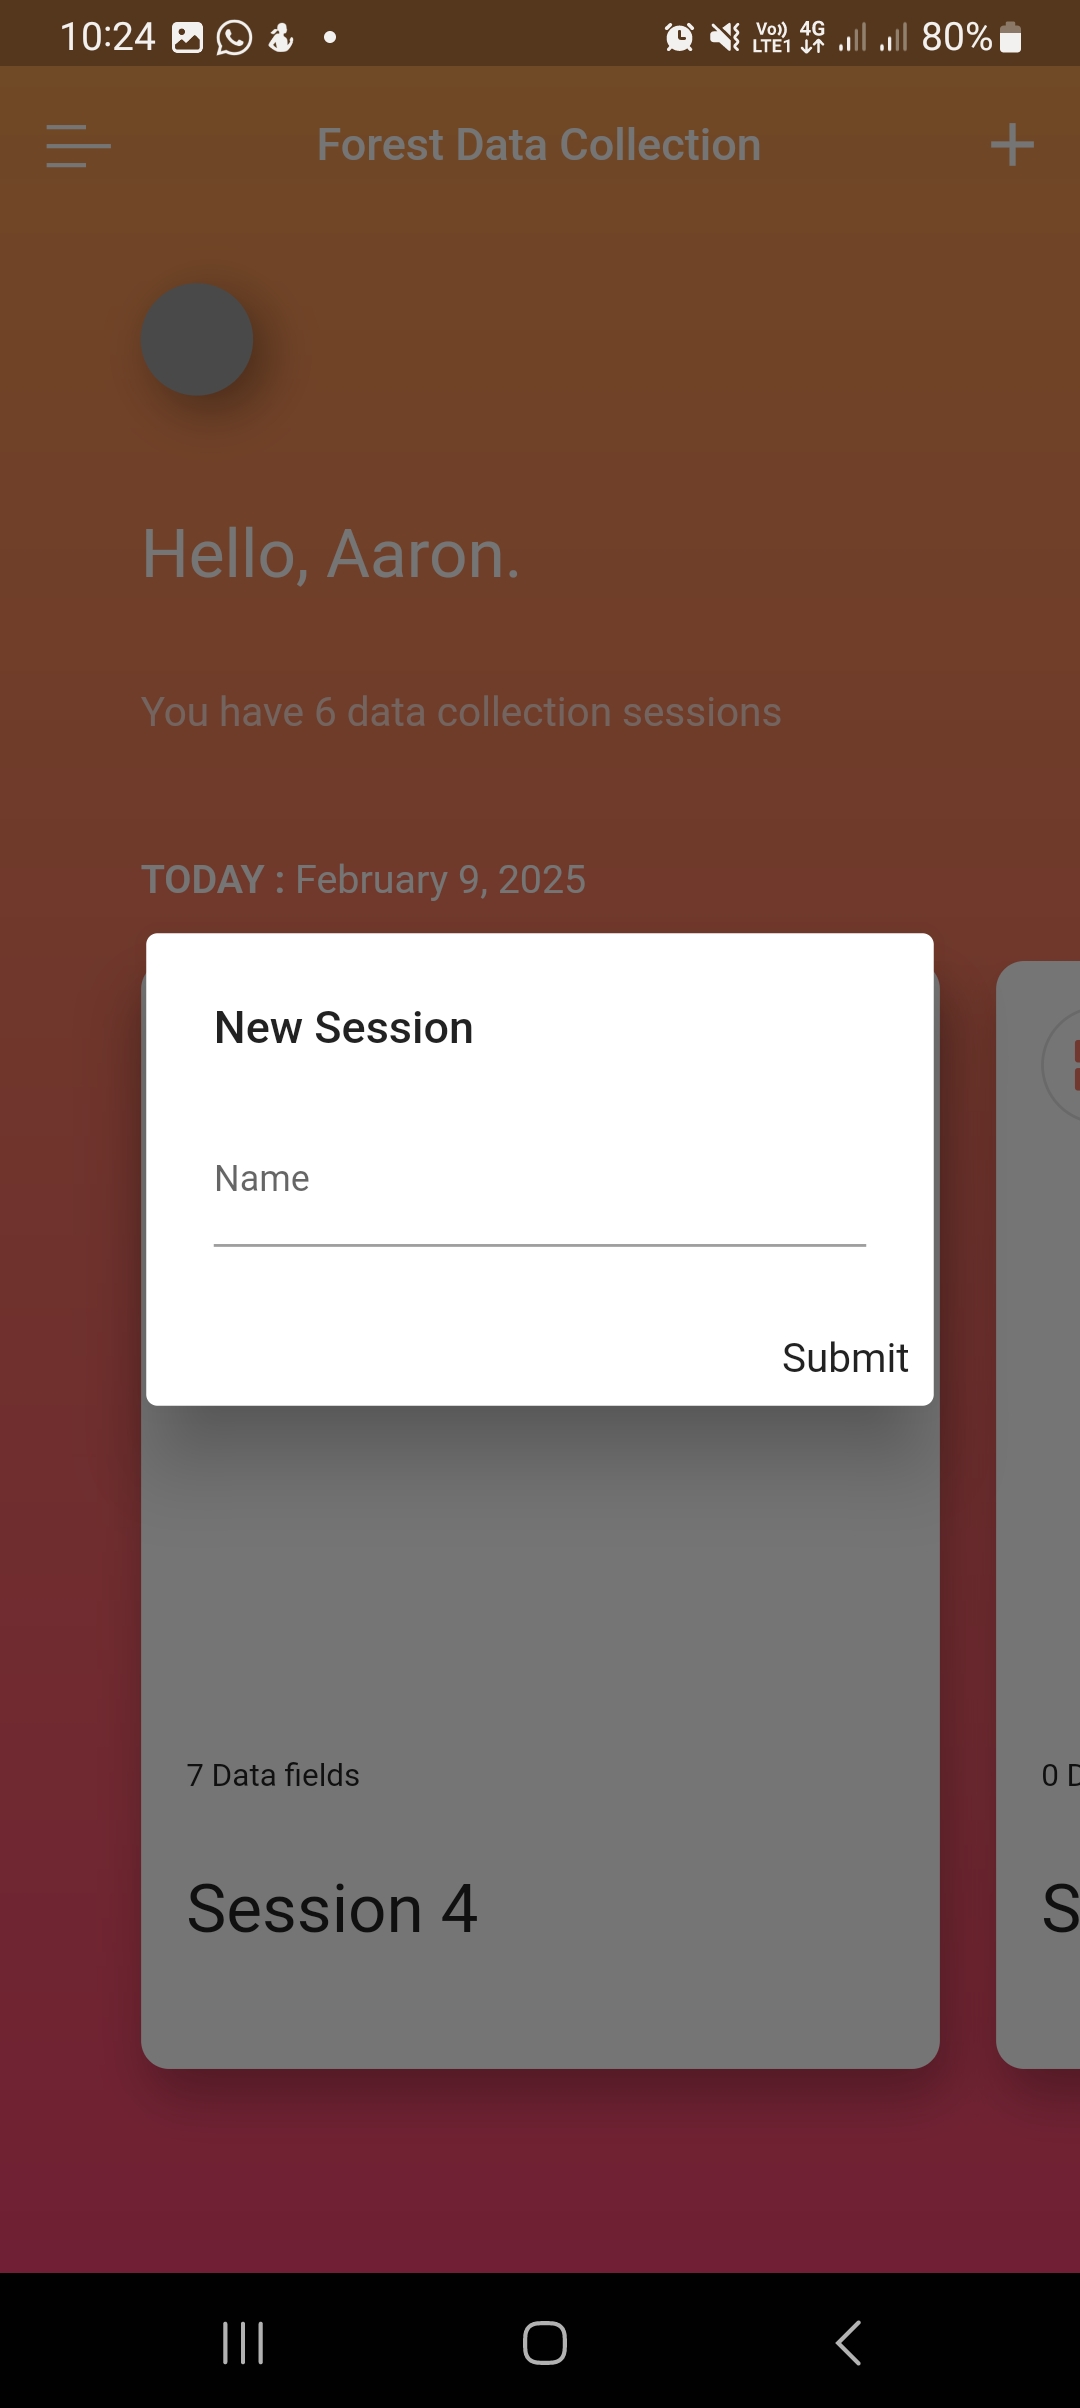 10:24 Vo)) LTE1 4G 80%
Forest Data Collection
Hello, Aaron.
You have 6 data collection sessions
TODAY : February 9, 2025
New Session
Name
Submit
7 Data fields
0 D
Session 4
S